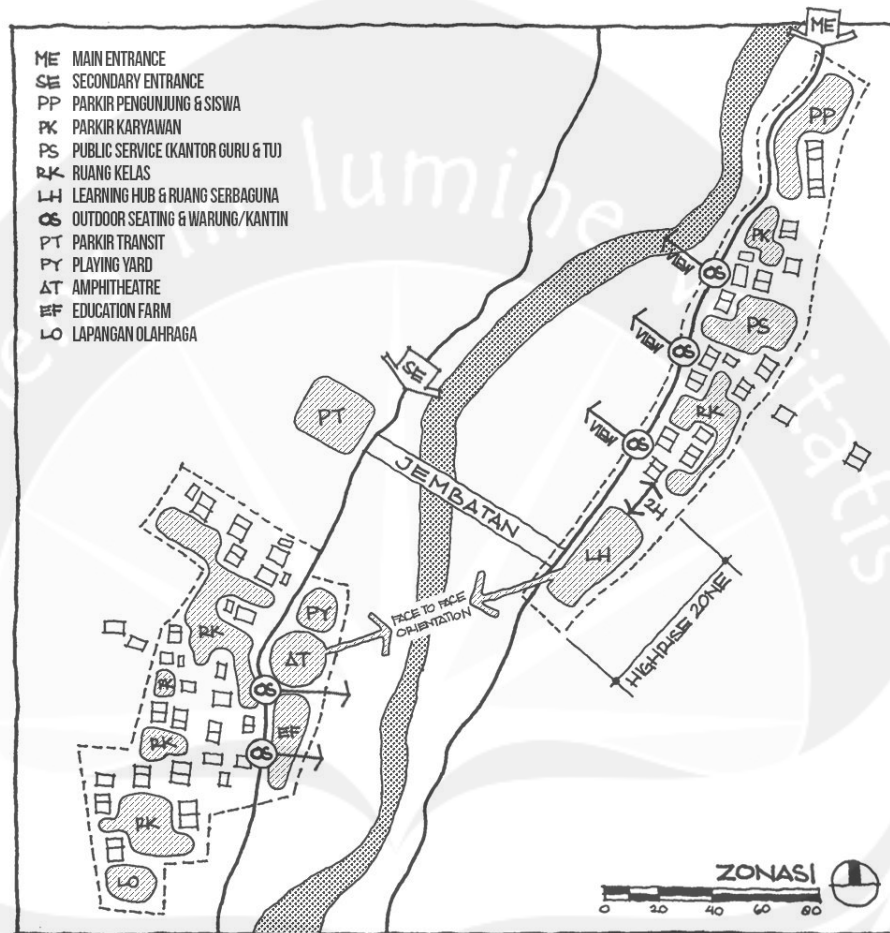 ME MAIN ENTRANCE
SE SECONDARY ENTRANCE
PP PARKIR PENGUNJUNG & SISWA
PK PARKIR KARYAWAN
PS PUBLIC SERVICE (KANTOR GURU & TU)
RK RUANG KELAS
LH LEARNING HUB & RUANG SERBAGUNA
OS OUTDOOR SEATING & WARUNG/KANTIN
PT PARKIR TRANSIT
PY PLAYING YARD
AT AMPHITHEATRE
EF EDUCATION FARM
LO LAPANGAN OLAHRAGA
ME
PP
PK
VIEW
OS
PS
VIEW
OS
RK
VIEW
OS
SE
PT
JEMBATAN
2H
LH
HIGHRISE ZONE
FACE TO FACE
ORIENTATION
PY
RK
AT
OS
EF
RK
OS
RK
LO
ZONASI
0 20 40 60 80
lumine